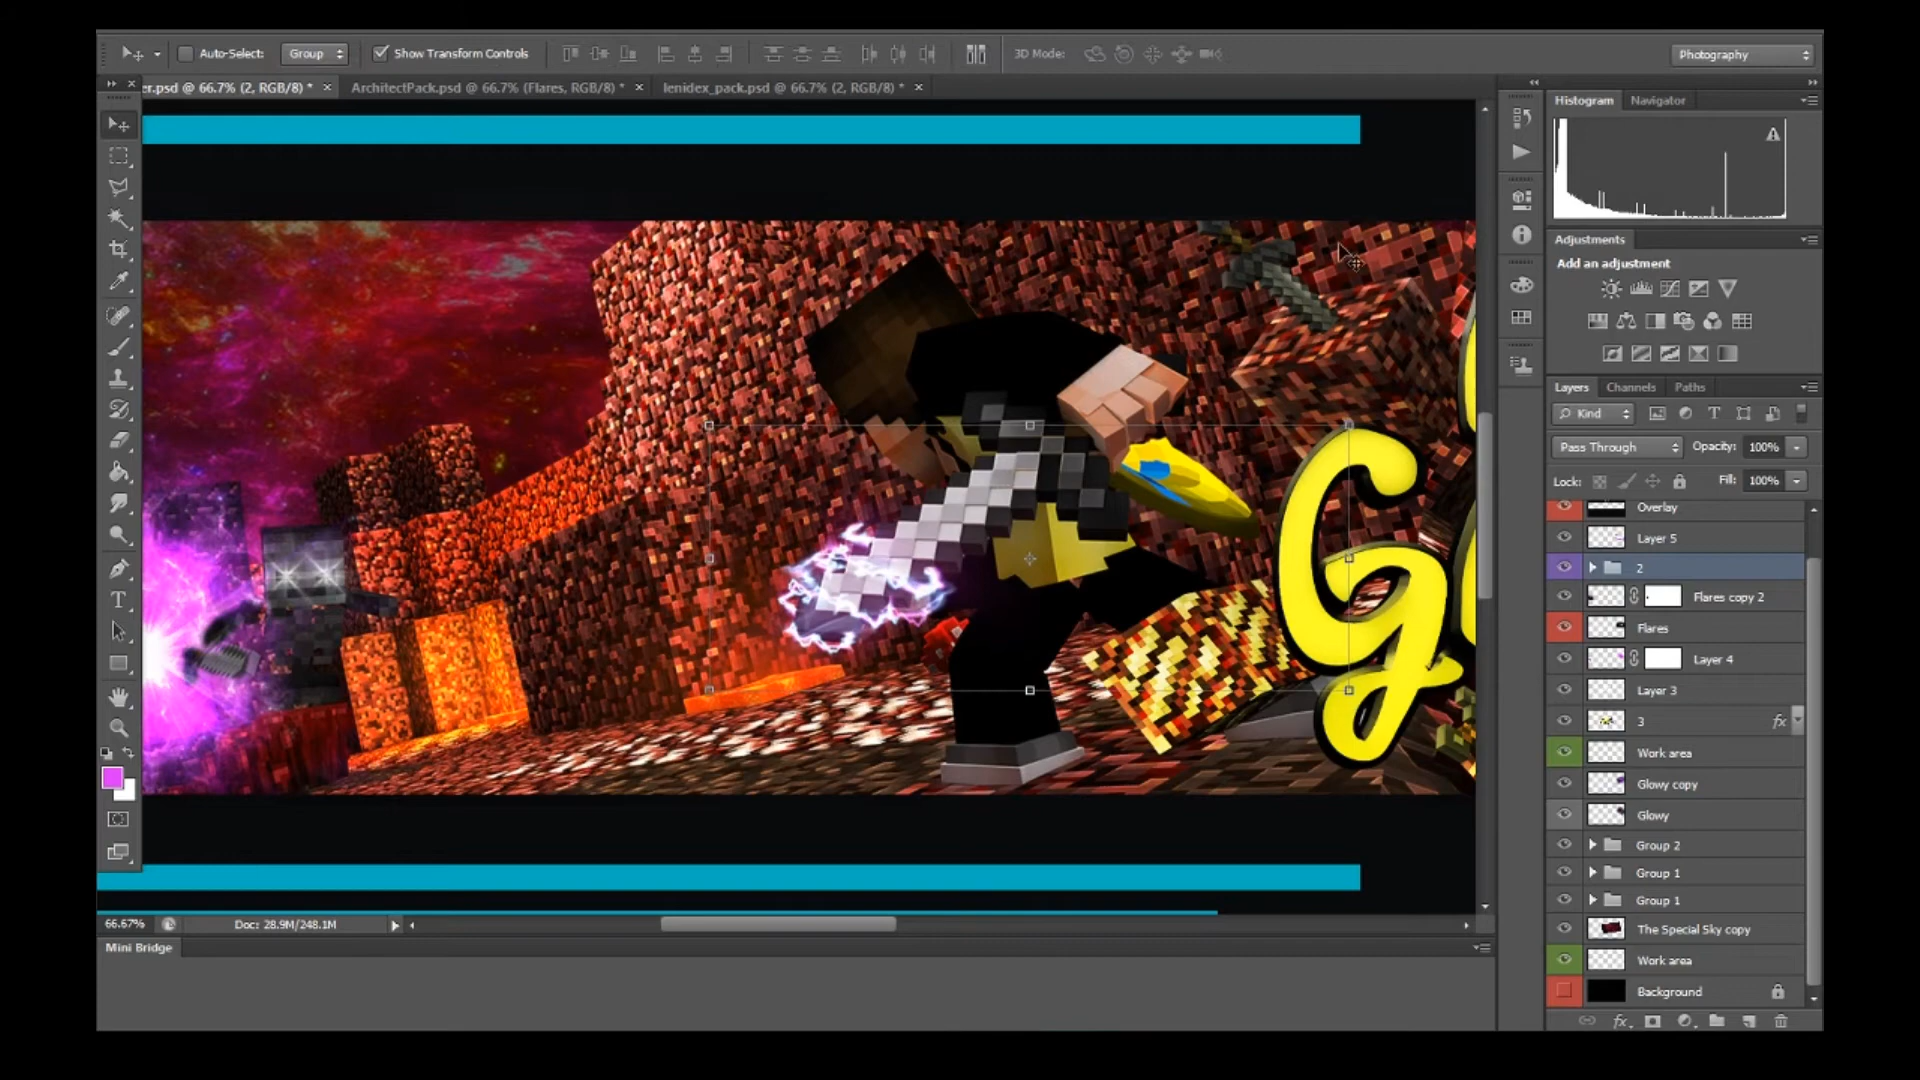 Auto-Select: Group Show Transform Controls 3D Mode: Photography
er.psd @ 66.7% (2, RGB/8) * × ArchitectPack.psd @ 66.7% (Flares, RGB/8) * × lenidex_pack.psd @ 66.7% (2, RGB/8) * ×
Histogram Navigator
Adjustments
Add an adjustment
Layers Channels Paths
Kind
Pass Through Opacity: 100%
Lock: Fill: 100%
Overlay
Layer 5
2
Flares copy 2
Flares
Layer 4
Layer 3
3 fx
Work area
Glowy copy
Glowy
Group 2
Group 1
Group 1
The Special Sky copy
Work area
Background
fx
G
66.67% Doc: 28.9M/248.1M
Mini Bridge